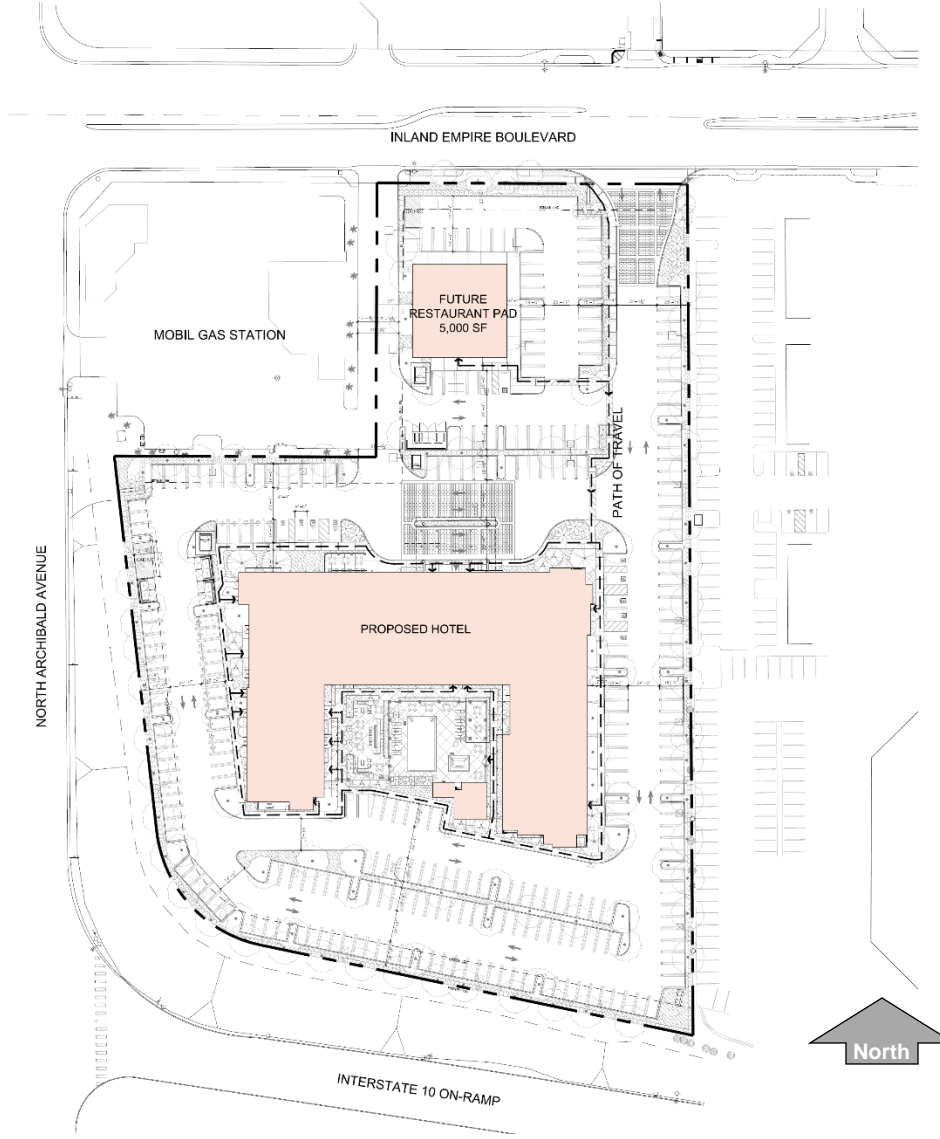 INLAND EMPIRE BOULEVARD
FUTURE
RESTAURANT PAD
5,000 SF
MOBIL GAS STATION
PATH OF TRAVEL
NORTH ARCHIBALD AVENUE
PROPOSED HOTEL
North
INTERSTATE 10 ON-RAMP